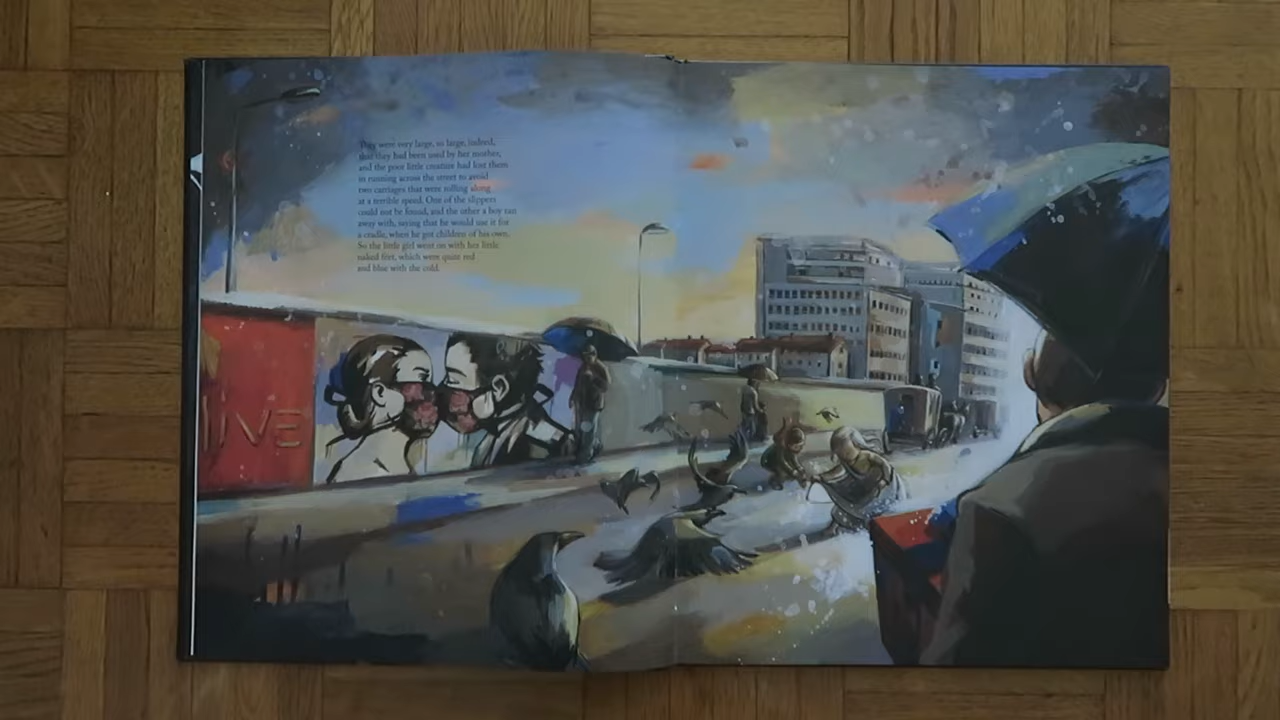 They were very large, so large, indeed,
that they had been used by her mother,
and the poor little creature had lost them
in running across the street to avoid
two carriages that were rolling along
at a terrible speed. One of the slippers
could not be found, and the other a boy ran
away with, saying that he would use it for
a cradle, when he got children of his own.
So the little girl went on with her little
naked feet, which were quite red
and blue with the cold.
LIVE